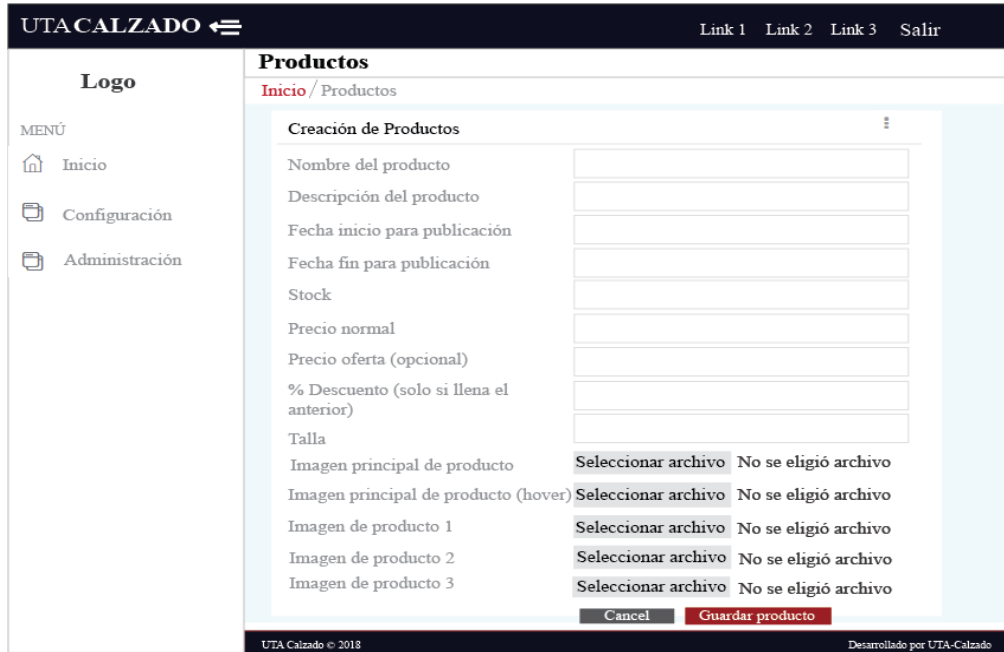 UTACALZADO
Link 1 Link 2 Link 3 Salir
Logo
MENÚ
Inicio
Configuración
Administración
Productos
Inicio / Productos
Creación de Productos
Nombre del producto
Descripción del producto
Fecha inicio para publicación
Fecha fin para publicación
Stock
Precio normal
Precio oferta (opcional)
% Descuento (solo si llena el
anterior)
Talla
Imagen principal de producto Seleccionar archivo No se eligió archivo
Imagen principal de producto (hover) Seleccionar archivo No se eligió archivo
Imagen de producto 1 Seleccionar archivo No se eligió archivo
Imagen de producto 2 Seleccionar archivo No se eligió archivo
Imagen de producto 3 Seleccionar archivo No se eligió archivo
Cancel Guardar producto
UTA Calzado © 2018 Desarrollado por UTA-Calzado